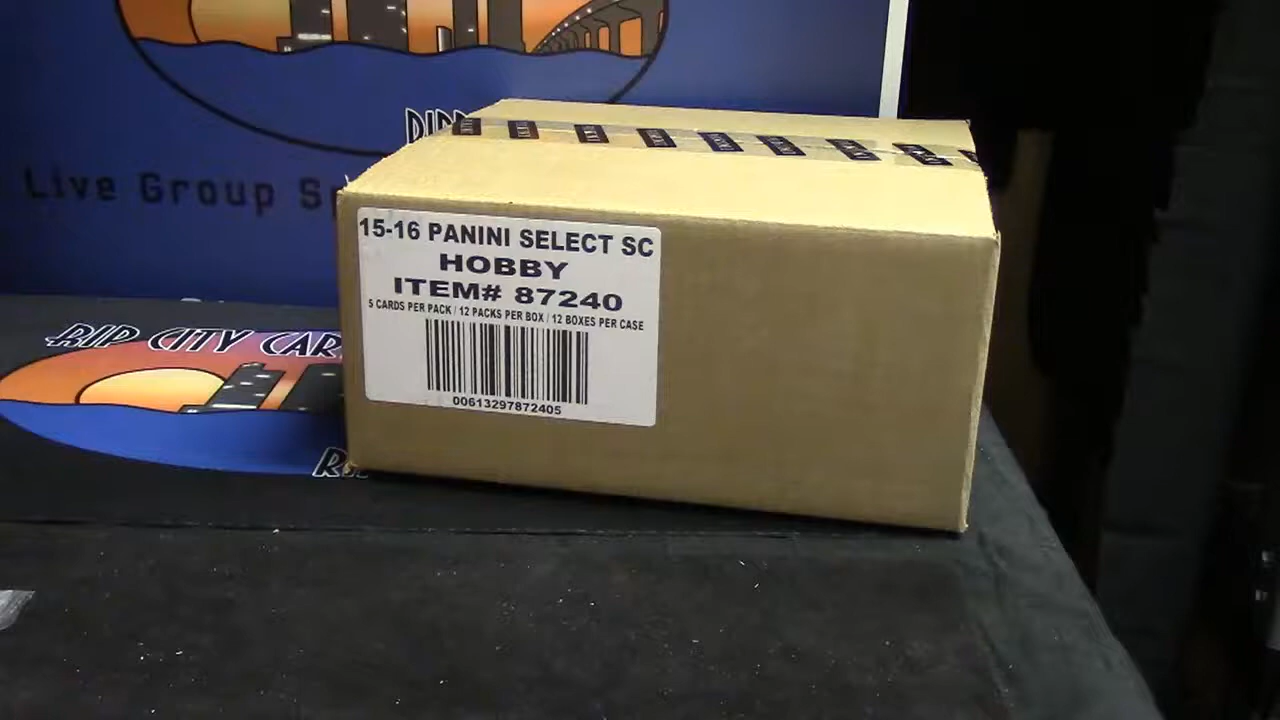 Live Group
15-16 PANINI SELECT SC
HOBBY
ITEM# 87240
5 CARDS PER PACK / 12 PACKS PER BOX / 12 BOXES PER CASE
00613297872405
RIP CITY